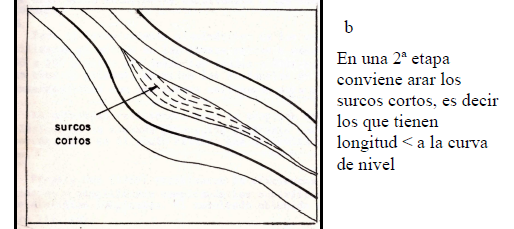 surcos
cortos
b
En una 2ª etapa
conviene arar los
surcos cortos, es decir
los que tienen
longitud < a la curva
de nivel